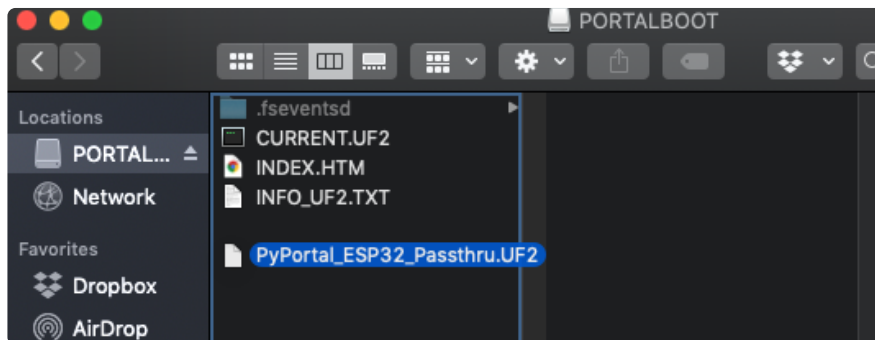 PORTALBOOT
Locations
PORTAL...
Network
Favorites
Dropbox
AirDrop
.fseventsd
CURRENT.UF2
INDEX.HTM
INFO_UF2.TXT
PyPortal_ESP32_Passthru.UF2